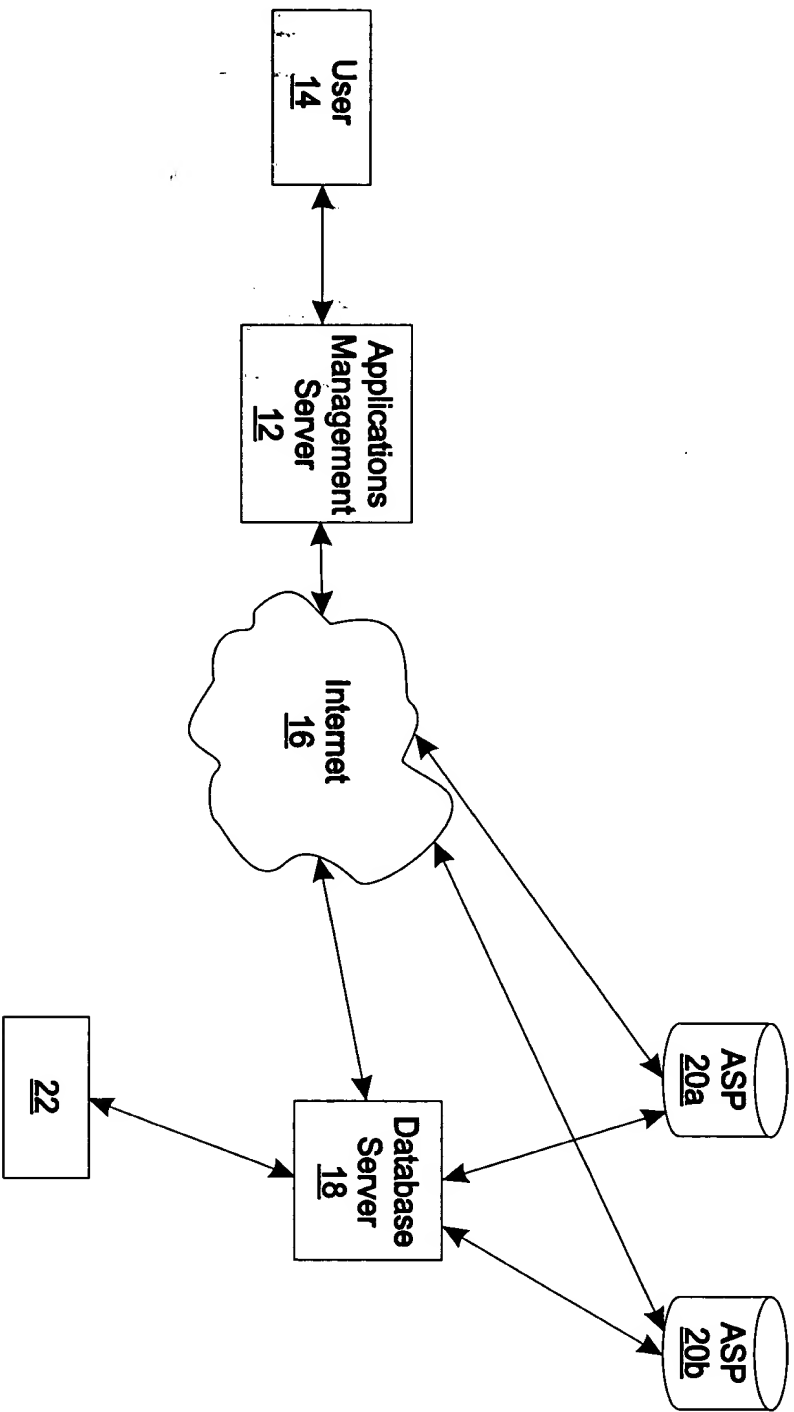 User
14
Applications
Management
Server
12
Internet
16
Database
Server
18
22
ASP
20a
ASP
20b